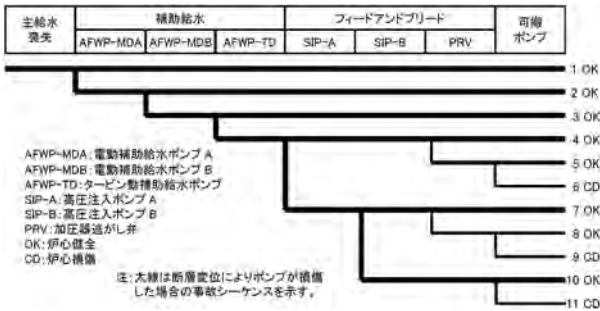 主給水
喪失
補助給水
フィードアンドブリード
可搬
ポンプ
AFWP-MDA
AFWP-MDB
AFWP-TD
SIP-A
SIP-B
PRV
1 OK
2 OK
3 OK
4 OK
5 OK
6 CD
7 OK
8 OK
9 CD
10 OK
11 CD
AFWP-MDA:電動補助給水ポンプ A
AFWP-MDB:電動補助給水ポンプ B
AFWP-TD:タービン動補助給水ポンプ
SIP-A:高圧注入ポンプ A
SIP-B:高圧注入ポンプ B
PRV:加圧器逃がし弁
OK:炉心健全
CD:炉心損傷
注:太線は断層変位によりポンプが損傷
した場合の事故シーケンスを示す。